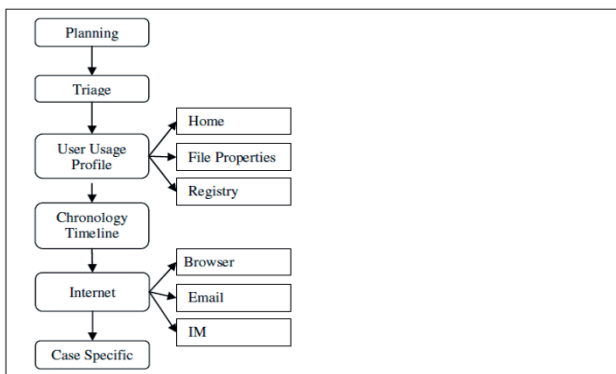 Planning
Triage
User Usage
Profile
Home
File Properties
Registry
Chronology
Timeline
Internet
Browser
Email
IM
Case Specific